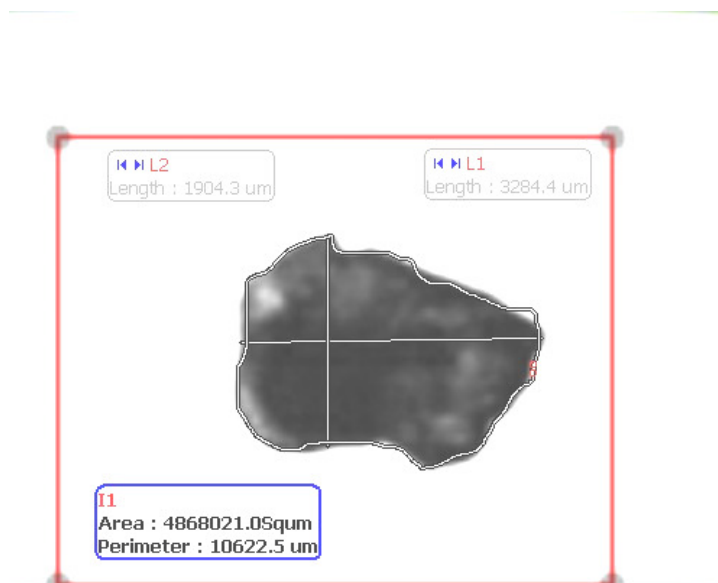 L2
Length : 1904.3 um
L1
Length : 3284.4 um
I1
Area : 4868021.0Squm
Perimeter : 10622.5 um